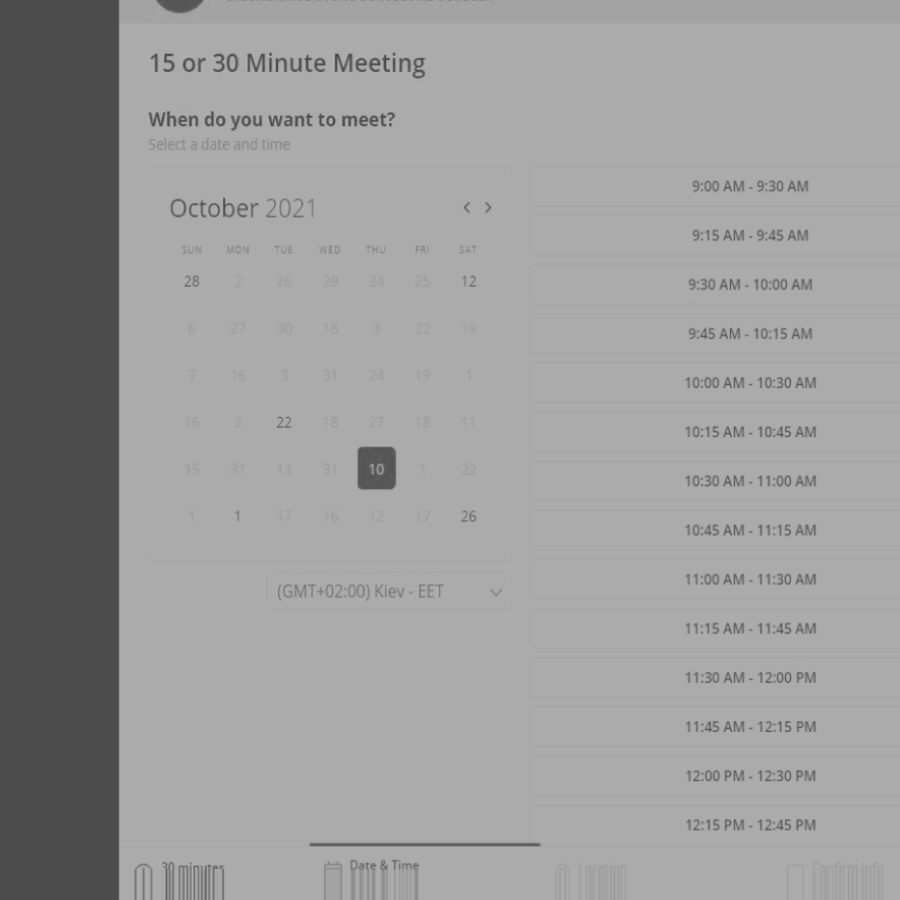 15 or 30 Minute Meeting
When do you want to meet?
Select a date and time
October 2021
SUN MON TUE WED THU FRI SAT
28 2 26 29 24 25 12
6 27 30 18 3 22 19
7 16 3 31 24 19 1
16 2 22 18 27 18 11
15 31 13 31 10 1 22
1 1 17 16 12 17 26
(GMT+02:00) Kiev - EET
9:00 AM - 9:30 AM
9:15 AM - 9:45 AM
9:30 AM - 10:00 AM
9:45 AM - 10:15 AM
10:00 AM - 10:30 AM
10:15 AM - 10:45 AM
10:30 AM - 11:00 AM
10:45 AM - 11:15 AM
11:00 AM - 11:30 AM
11:15 AM - 11:45 AM
11:30 AM - 12:00 PM
11:45 AM - 12:15 PM
12:00 PM - 12:30 PM
12:15 PM - 12:45 PM
30 minutes Date & Time Location Confirm info